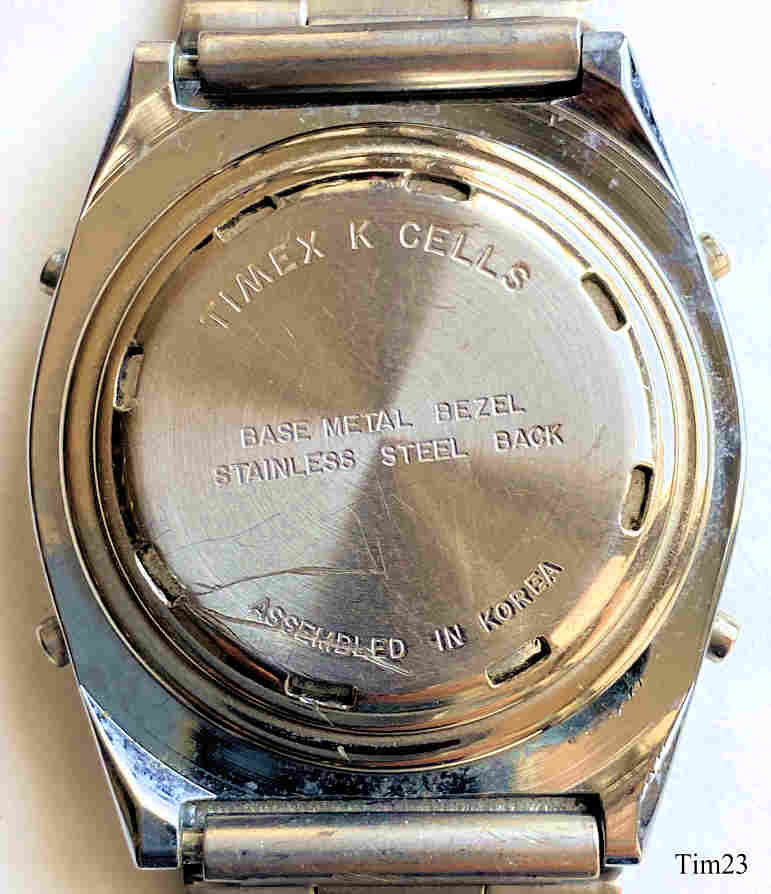 TIMEX K CELLS
BASE METAL BEZEL
STAINLESS STEEL BACK
ASSEMBLED IN KOREA
Tim23